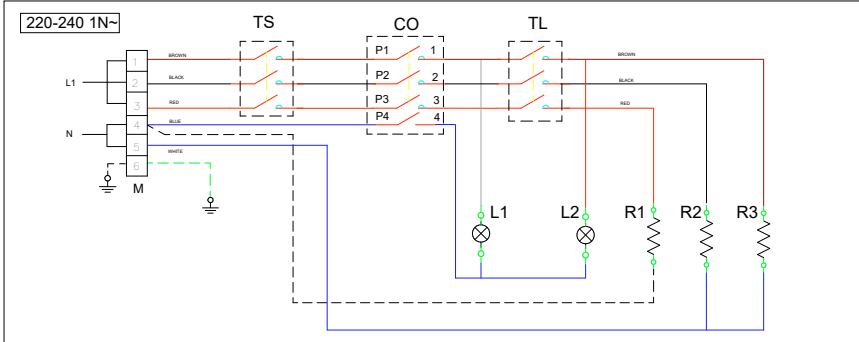 220-240 1N~
TS
CO
TL
1
BROWN
P1
1
BROWN
L1
2
BLACK
P2
2
BLACK
3
RED
P3
3
RED
4
BLUE
P4
4
N
5
WHITE
6
M
L1
L2
R1
R2
R3